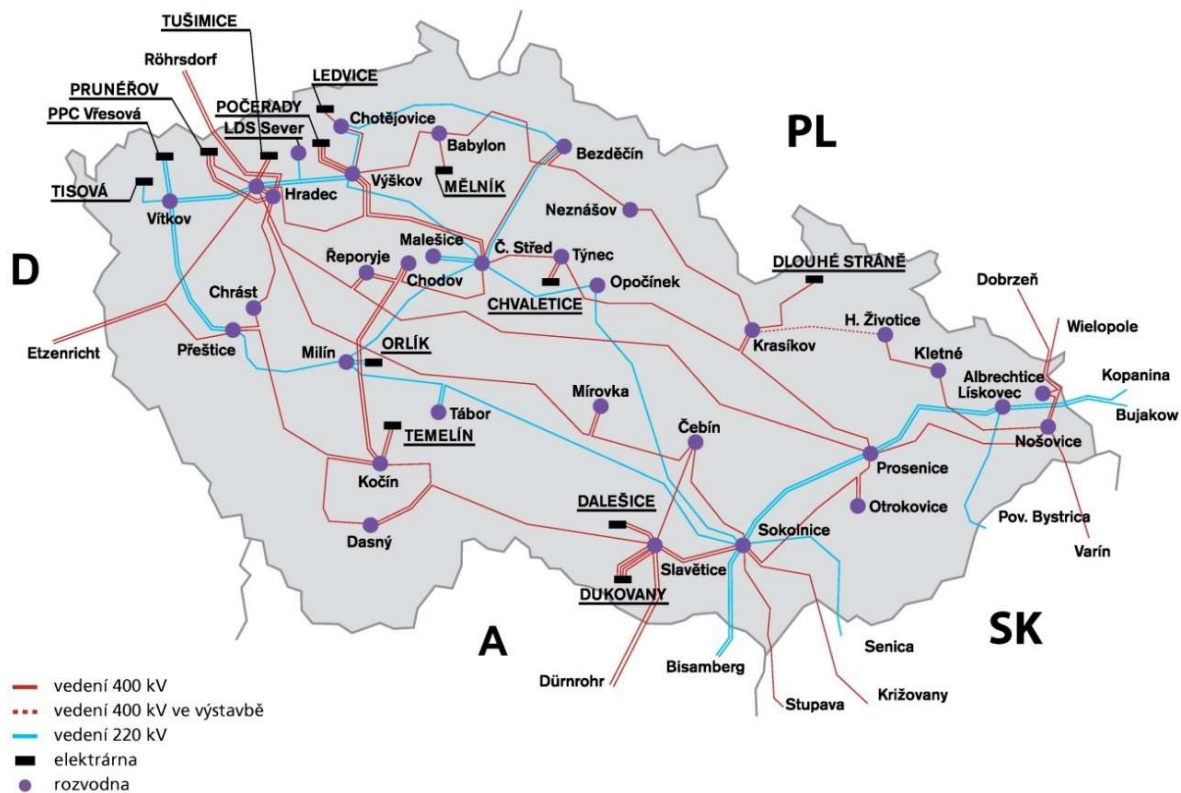 TUŠIMICE
Röhrsdorf
LEDVICE
PRUNÉŘOV
POČERADY
PPC Vřesová
LDS Sever
Chotějovice
Babylon
PL
Bezděčín
TISOVÁ
Výškov
MĚLNÍK
Hradec
Vítkov
Neznášov
Malešice
Č. Střed
Týnec
D
Řeporyje
Chodov
DLOUHÉ STRÁNĚ
Opočínek
Dobrzeń
CHVALETICE
Chrást
H. Životice
Wielopole
Krasíkov
Etzenricht
Přeštice
Milín
ORLÍK
Kletné
Albrechtice
Kopanina
Lískovec
Mírovka
Bujakow
Tábor
Čebín
TEMELÍN
Nošovice
Prosenice
Kočín
DALEŠICE
Otrokovice
Sokolnice
Pov. Bystrica
Dasný
Varín
Slavětice
DUKOVANY
SK
A
Senica
Bisamberg
Dürnrohr
Križovany
Stupava
vedení 400 kV
vedení 400 kV ve výstavbě
vedení 220 kV
elektrárna
rozvodna